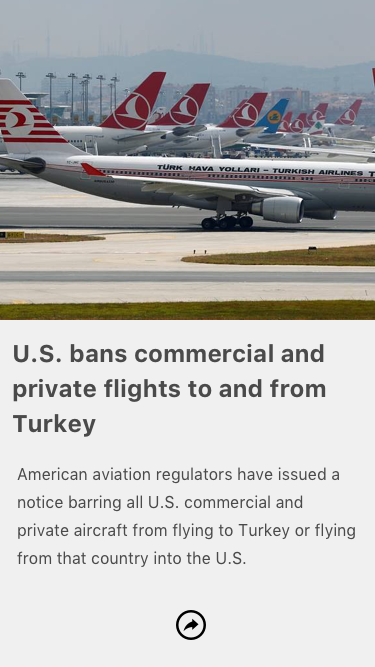 TÜRK HAVA YOLLARI – TURKISH AIRLINES T
U.S. bans commercial and
private flights to and from
Turkey
American aviation regulators have issued a
notice barring all U.S. commercial and
private aircraft from flying to Turkey or flying
from that country into the U.S.